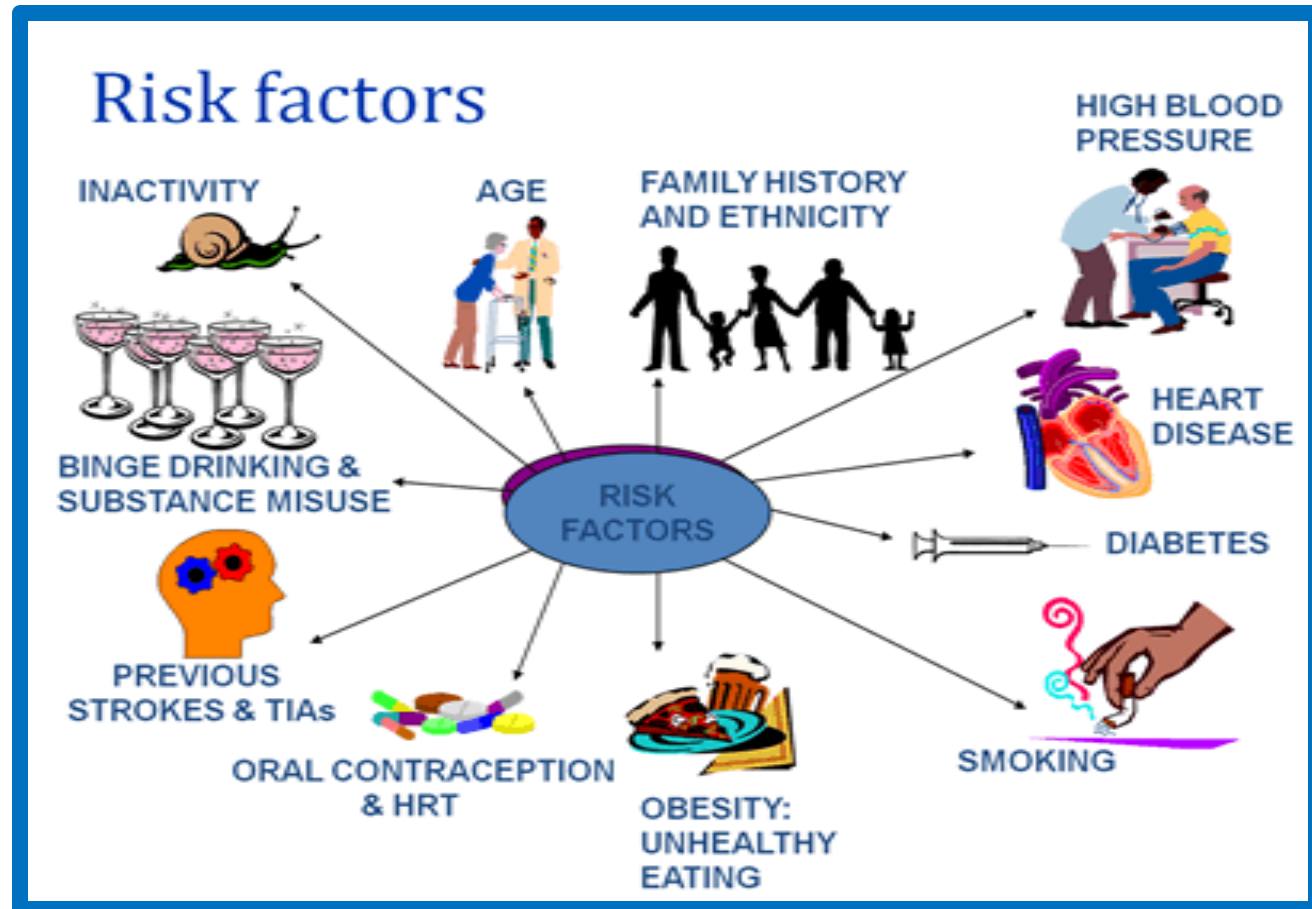 Risk factors
HIGH BLOOD
PRESSURE
INACTIVITY
AGE
FAMILY HISTORY
AND ETHNICITY
HEART
DISEASE
BINGE DRINKING &
SUBSTANCE MISUSE
RISK
FACTORS
DIABETES
PREVIOUS
STROKES & TIAs
ORAL CONTRACEPTION
& HRT
OBESITY:
UNHEALTHY
EATING
SMOKING